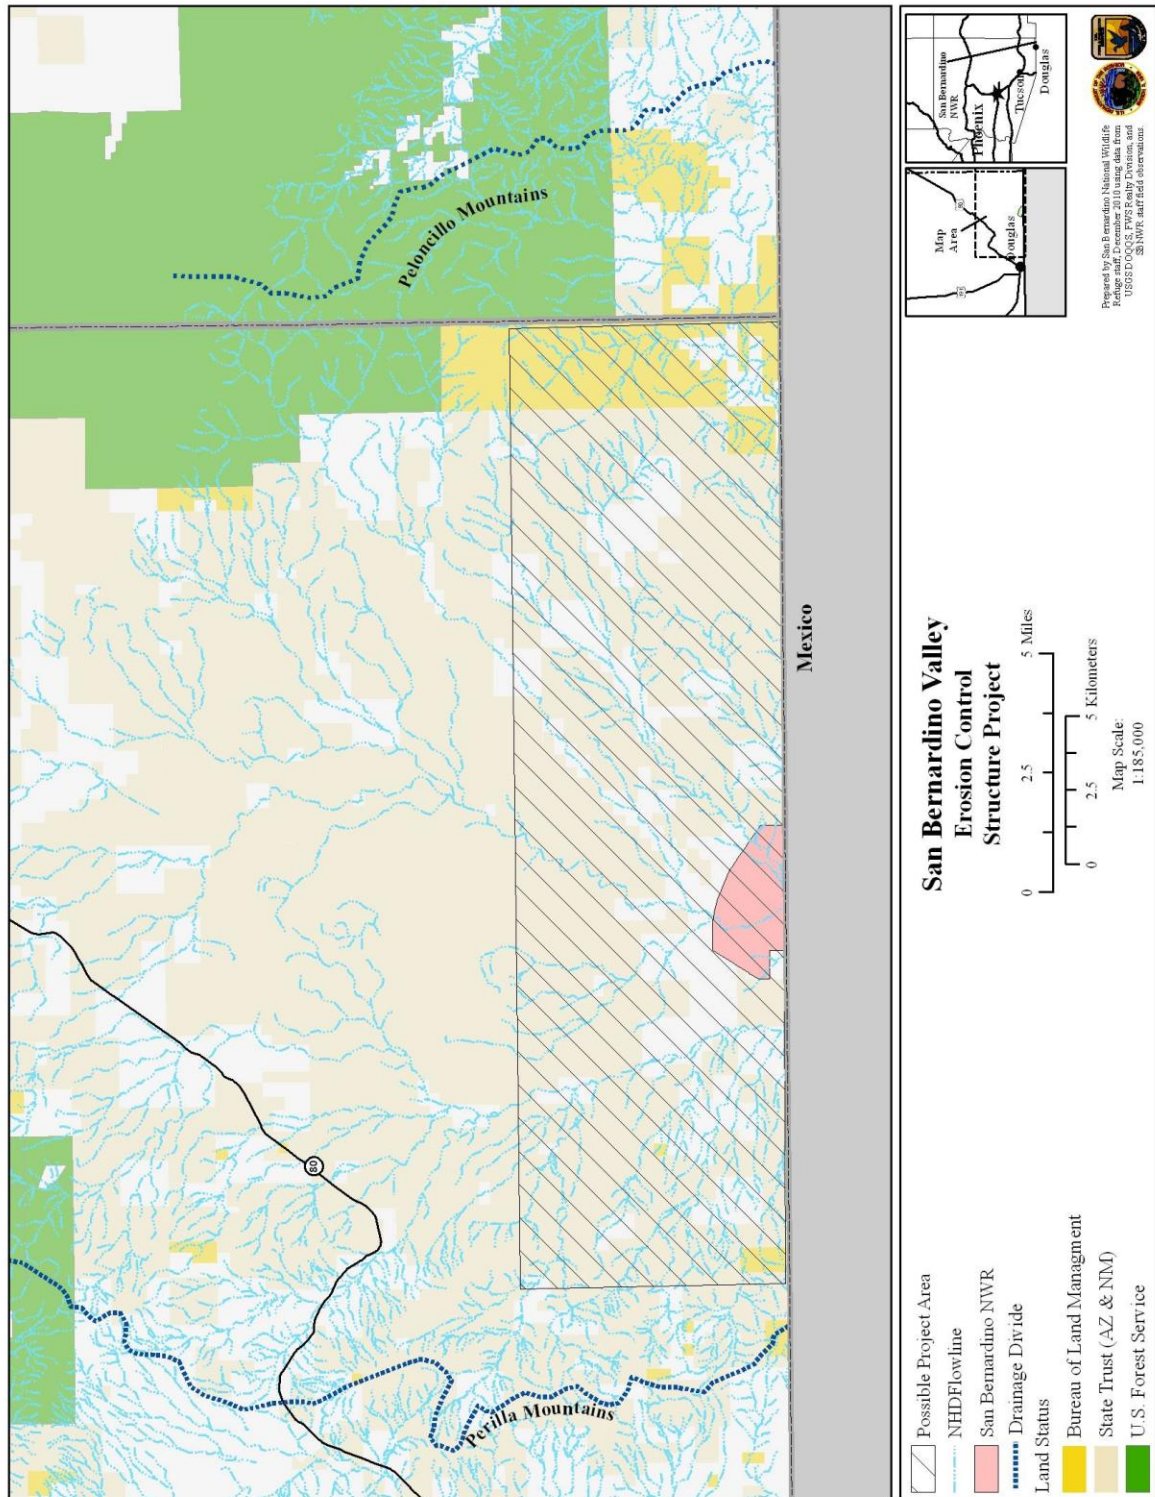 Peloncillo Mountains
80
Perilla Mountains
Mexico
Possible Project Area
NHDFlowline
San Bernardino NWR
Drainage Divide
Land Status
Bureau of Land Managment
State Trust (AZ & NM)
U.S. Forest Service
San Bernardino Valley
Erosion Control
Structure Project
0 2.5 5 Miles
0 2.5 5 Kilometers
Map Scale:
1:185,000
Map
Area
80
Douglas
San Bernardino
NWR
Phoenix
Tucson
Douglas
Prepared by San Bernardino National Wildlife
Refuge staff, December 2010 using data from
USGS DOQQS, FWS Realty Division, and
SBNWR staff field observations.